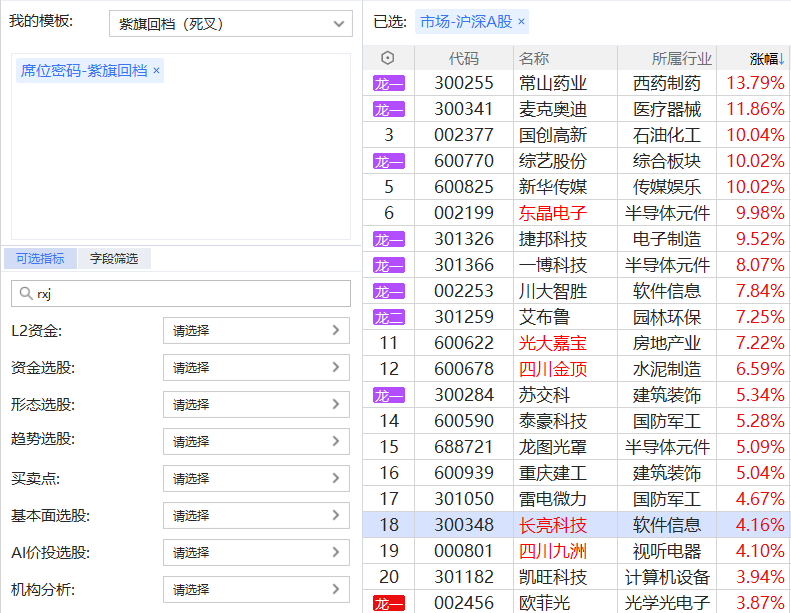 我的模板:
紫旗回档（死叉）
席位密码-紫旗回档 ×
可选指标 字段筛选
rxj
L2资金: 请选择
资金选股: 请选择
形态选股: 请选择
趋势选股: 请选择
买卖点: 请选择
基本面选股: 请选择
AI价投选股: 请选择
机构分析: 请选择
已选: 市场-沪深A股 ×
代码 名称 所属行业 涨幅↓
龙一 300255 常山药业 西药制药 13.79%
龙一 300341 麦克奥迪 医疗器械 11.86%
3 002377 国创高新 石油化工 10.04%
龙一 600770 综艺股份 综合板块 10.02%
5 600825 新华传媒 传媒娱乐 10.02%
6 002199 东晶电子 半导体元件 9.98%
龙一 301326 捷邦科技 电子制造 9.52%
龙一 301366 一博科技 半导体元件 8.07%
龙一 002253 川大智胜 软件信息 7.84%
龙二 301259 艾布鲁 园林环保 7.25%
11 600622 光大嘉宝 房地产业 7.22%
12 600678 四川金顶 水泥制造 6.59%
龙一 300284 苏交科 建筑装饰 5.34%
14 600590 泰豪科技 国防军工 5.28%
15 688721 龙图光罩 半导体元件 5.09%
16 600939 重庆建工 建筑装饰 5.04%
17 301050 雷电微力 国防军工 4.67%
18 300348 长亮科技 软件信息 4.16%
19 000801 四川九洲 视听电器 4.10%
20 301182 凯旺科技 计算机设备 3.94%
龙一 002456 欧菲光 光学光电子 3.87%